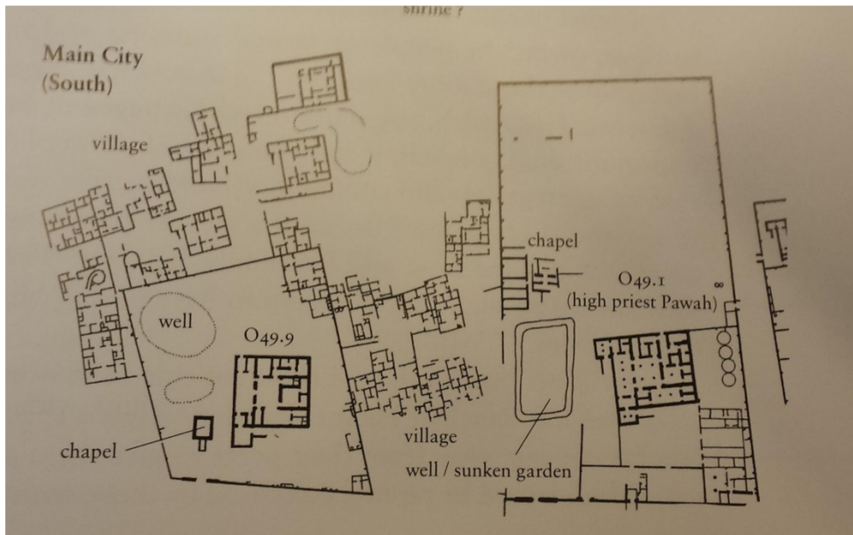 shrine ?
Main City
(South)
village
chapel
O49.1
(high priest Pawah)
well
O49.9
chapel
village
well / sunken garden